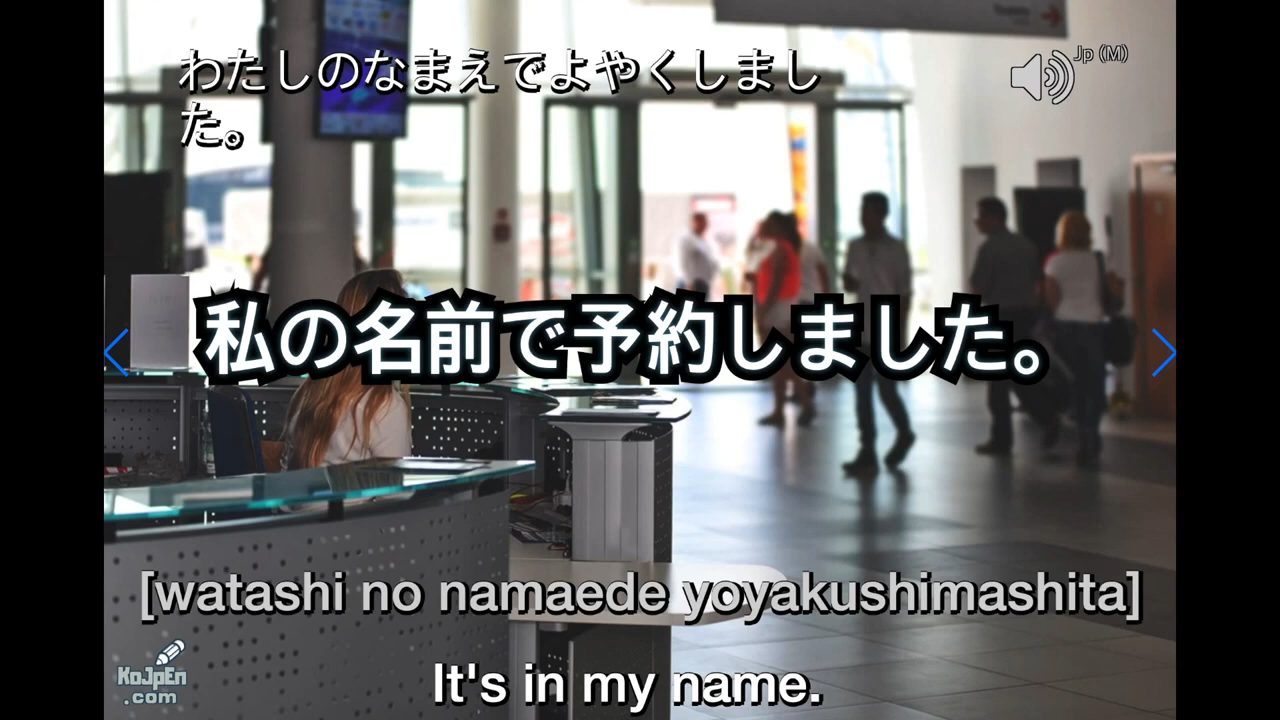 わたしのなまえでよやくしまし
た。
Jp (M)
私の名前で予約しました。
[watashi no namaede yoyakushimashita]
It's in my name.
KoJpEn
.com